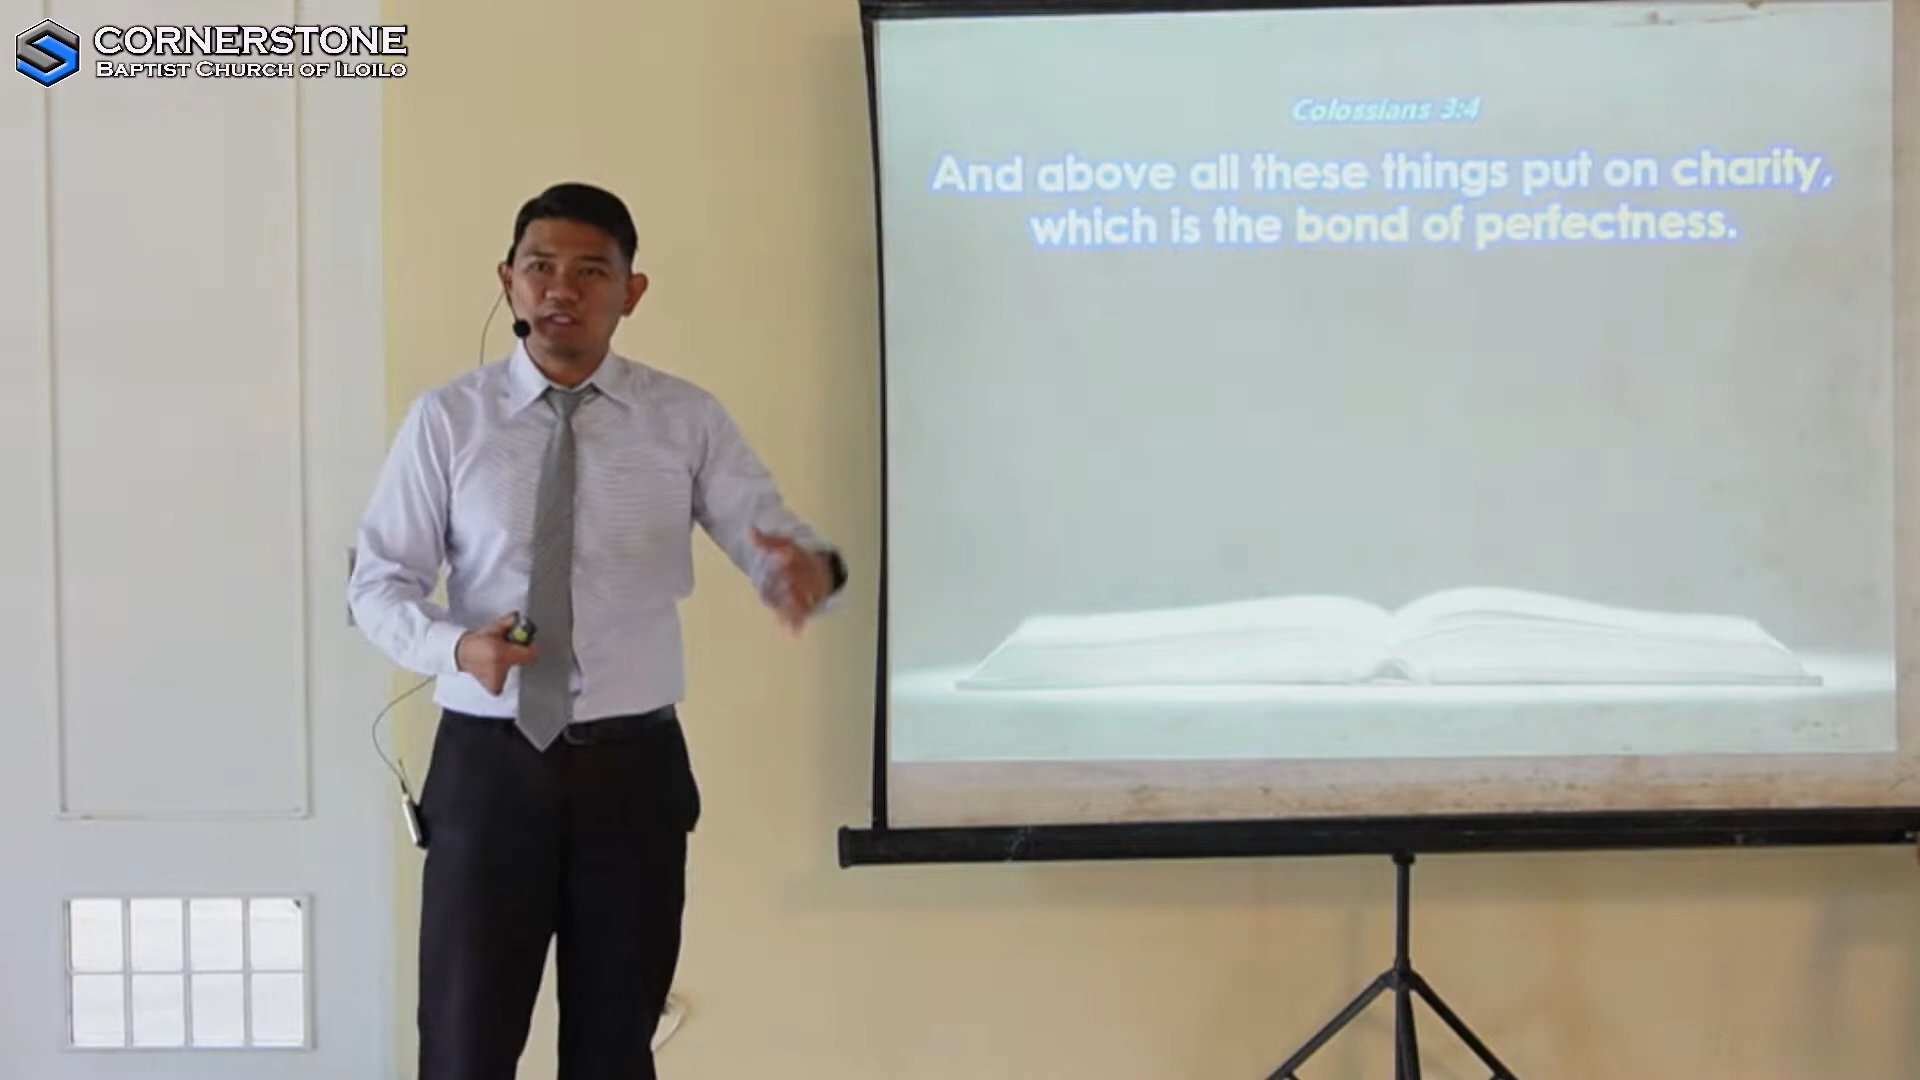 CORNERSTONE
BAPTIST CHURCH OF ILOILO
Colossians 3:4
And above all these things put on charity,
which is the bond of perfectness.